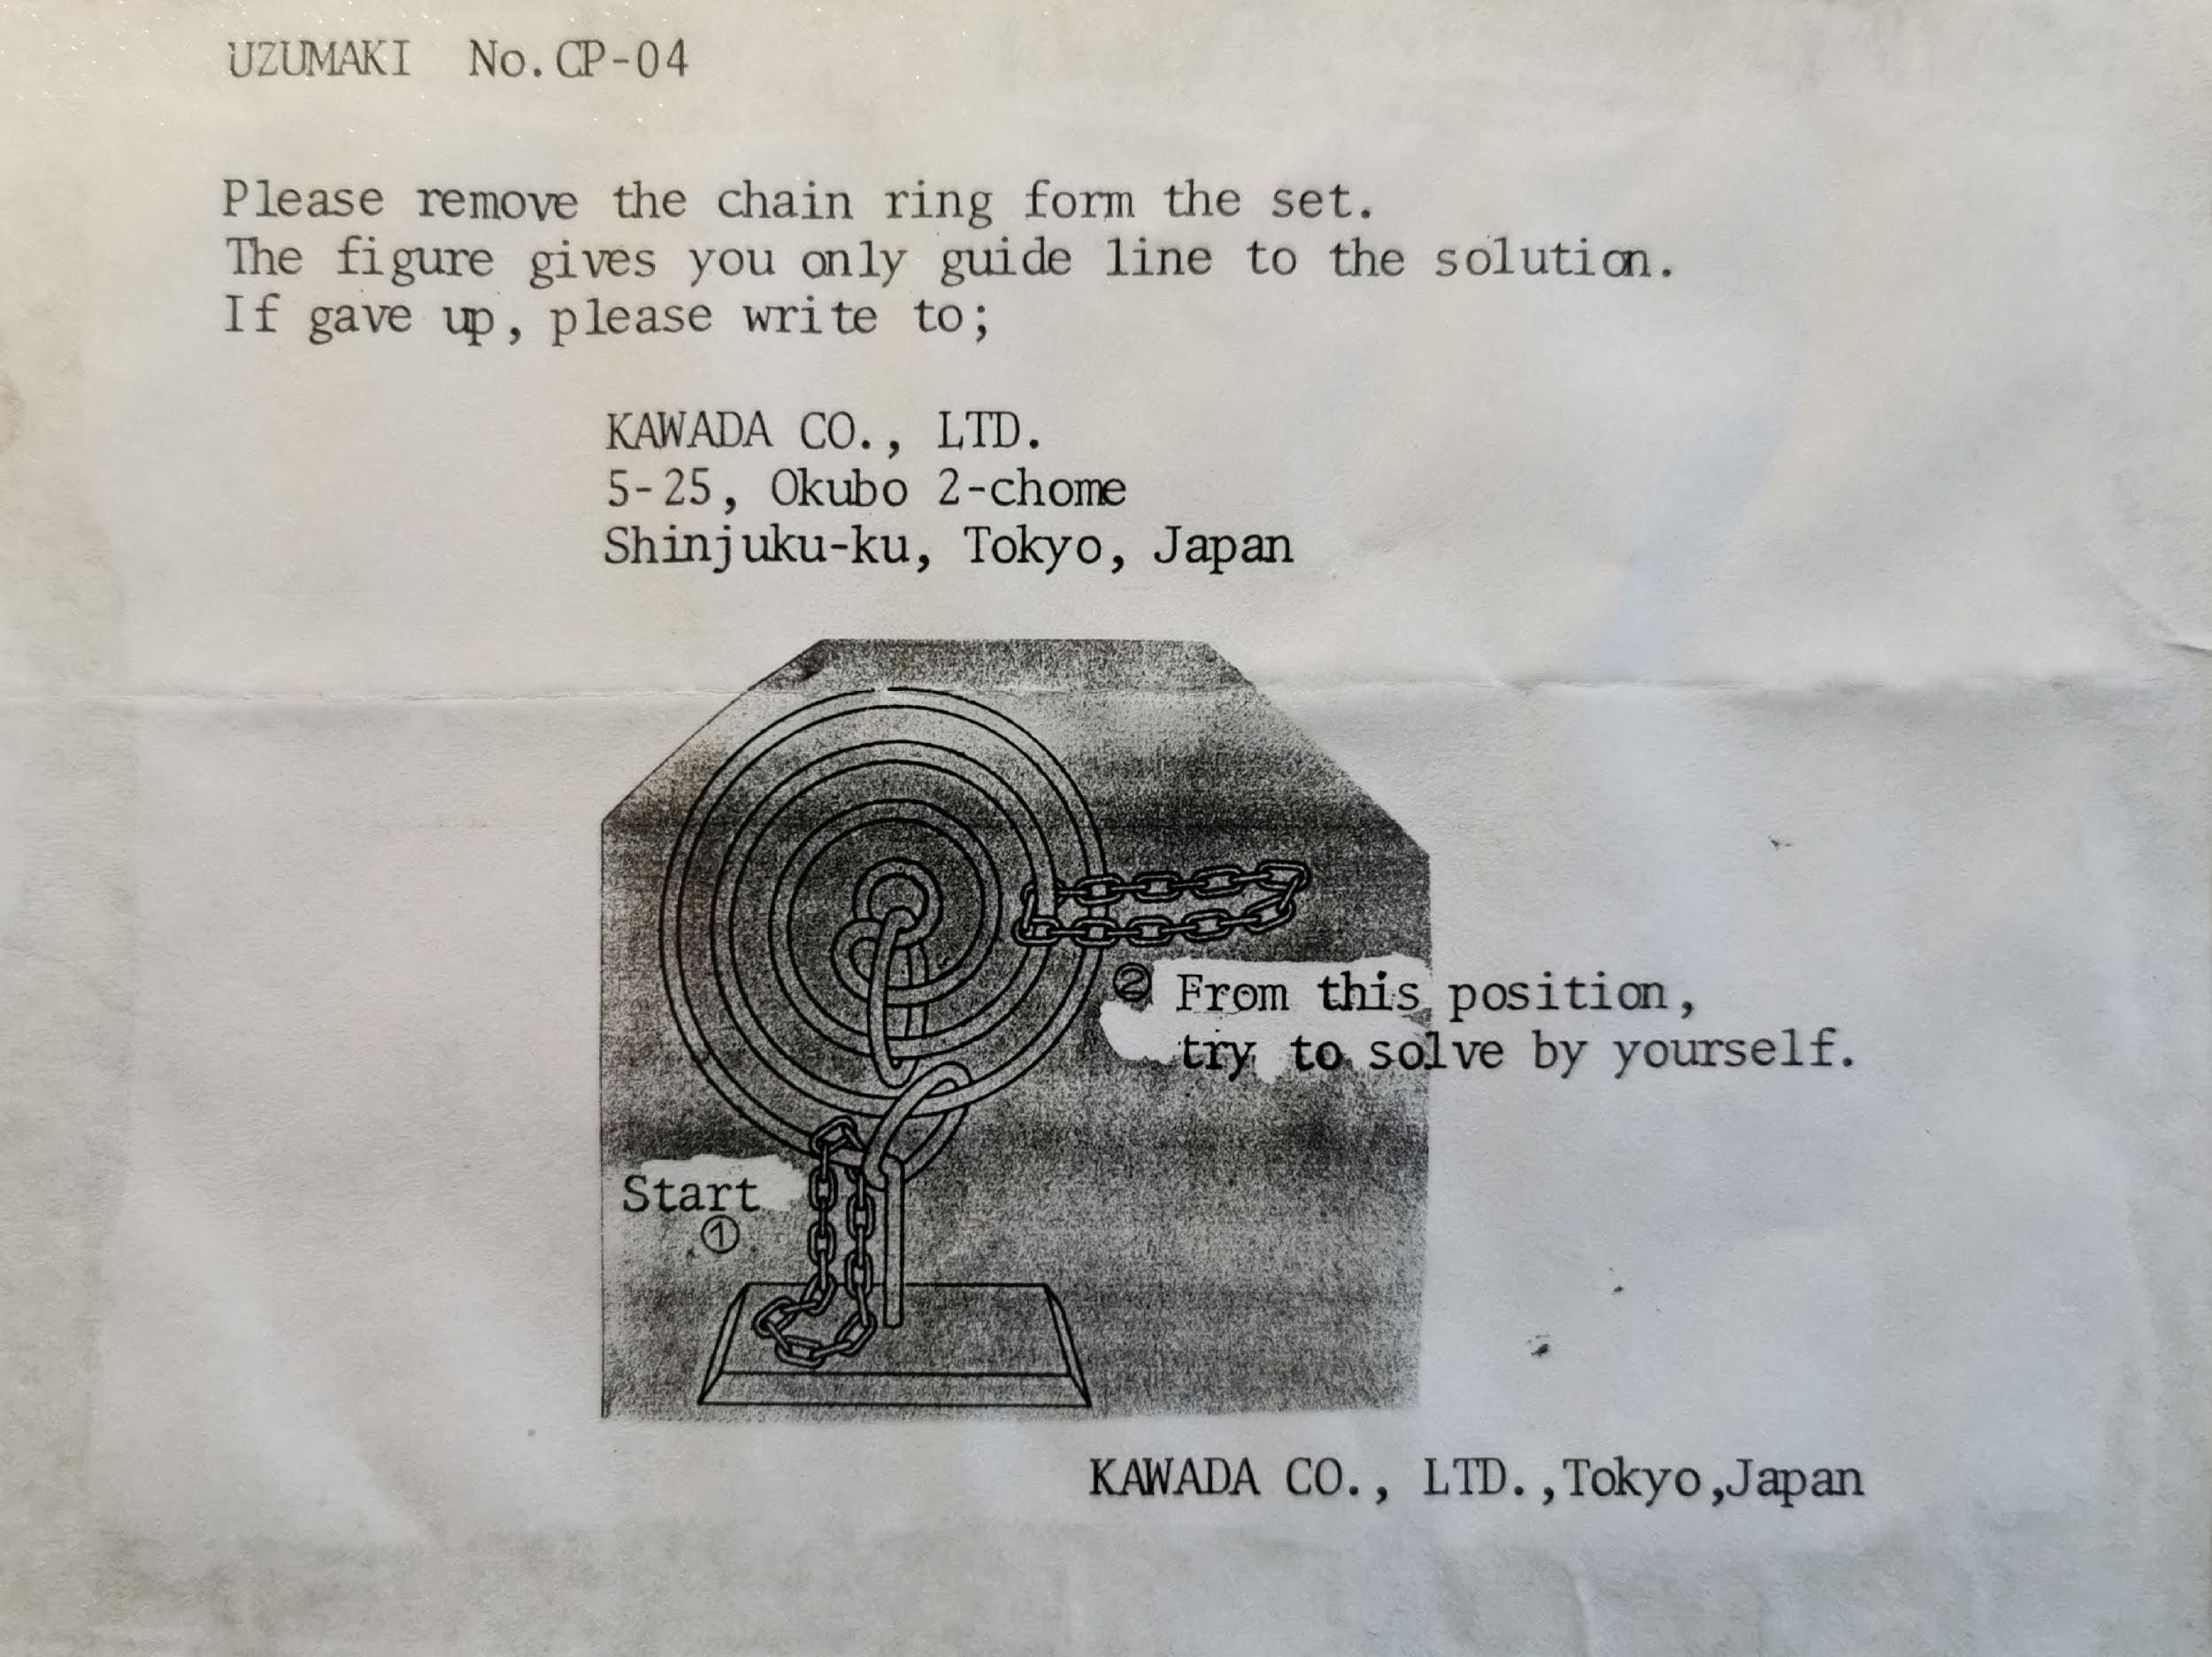 UZUMAKI No.CP-04
Please remove the chain ring form the set.
The figure gives you only guide line to the solution.
If gave up, please write to;
KAWADA CO., LTD.
5-25, Okubo 2-chome
Shinjuku-ku, Tokyo, Japan
② From this position,
try to solve by yourself.
Start
①
KAWADA CO., LTD.,Tokyo,Japan